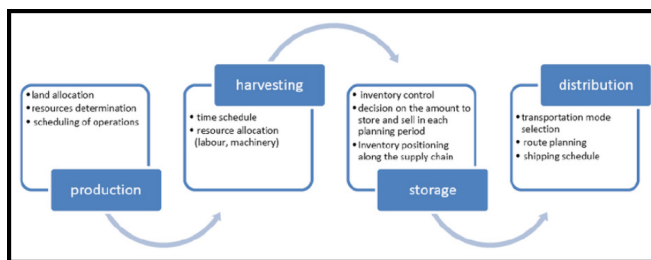 • land allocation
• resources determination
• scheduling of operations
production
harvesting
• time schedule
• resource allocation
(labour, machinery)
• inventory control
• decision on the amount to
store and sell in each
planning period
• Inventory positioning
along the supply chain
storage
distribution
• transportation mode
selection
• route planning
• shipping schedule